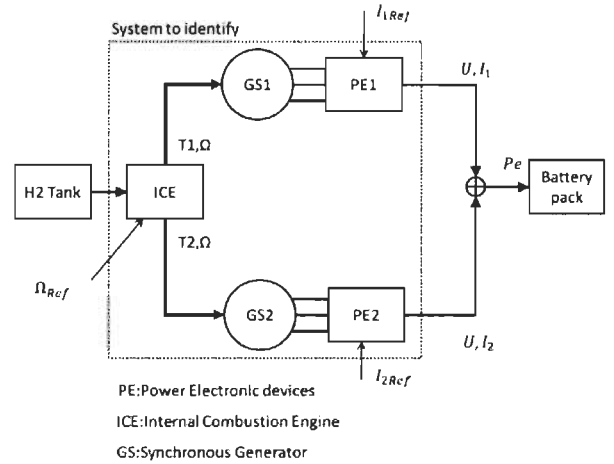 I1Ref
System to identify
GS1
PE1
U, I1
T1,Ω
H2 Tank
ICE
Pe
Battery pack
T2,Ω
ΩRef
GS2
PE2
U, I2
I2Ref
PE:Power Electronic devices
ICE:Internal Combustion Engine
GS:Synchronous Generator